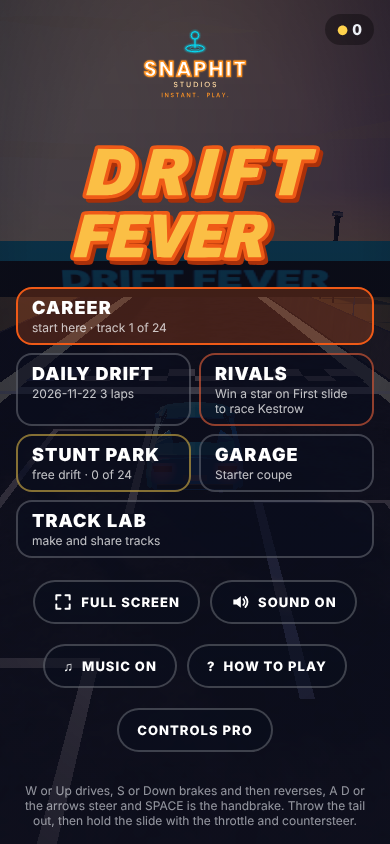 0
SNAPHIT
STUDIOS
INSTANT. PLAY.
DRIFT
FEVER
DRIFT FEVER
CAREER
start here · track 1 of 24
DAILY DRIFT
2026-11-22 3 laps
RIVALS
Win a star on First slide
to race Kestrow
STUNT PARK
free drift · 0 of 24
GARAGE
Starter coupe
TRACK LAB
make and share tracks
FULL SCREEN
SOUND ON
♫ MUSIC ON
? HOW TO PLAY
CONTROLS PRO
W or Up drives, S or Down brakes and then reverses, A D or
the arrows steer and SPACE is the handbrake. Throw the tail
out, then hold the slide with the throttle and countersteer.